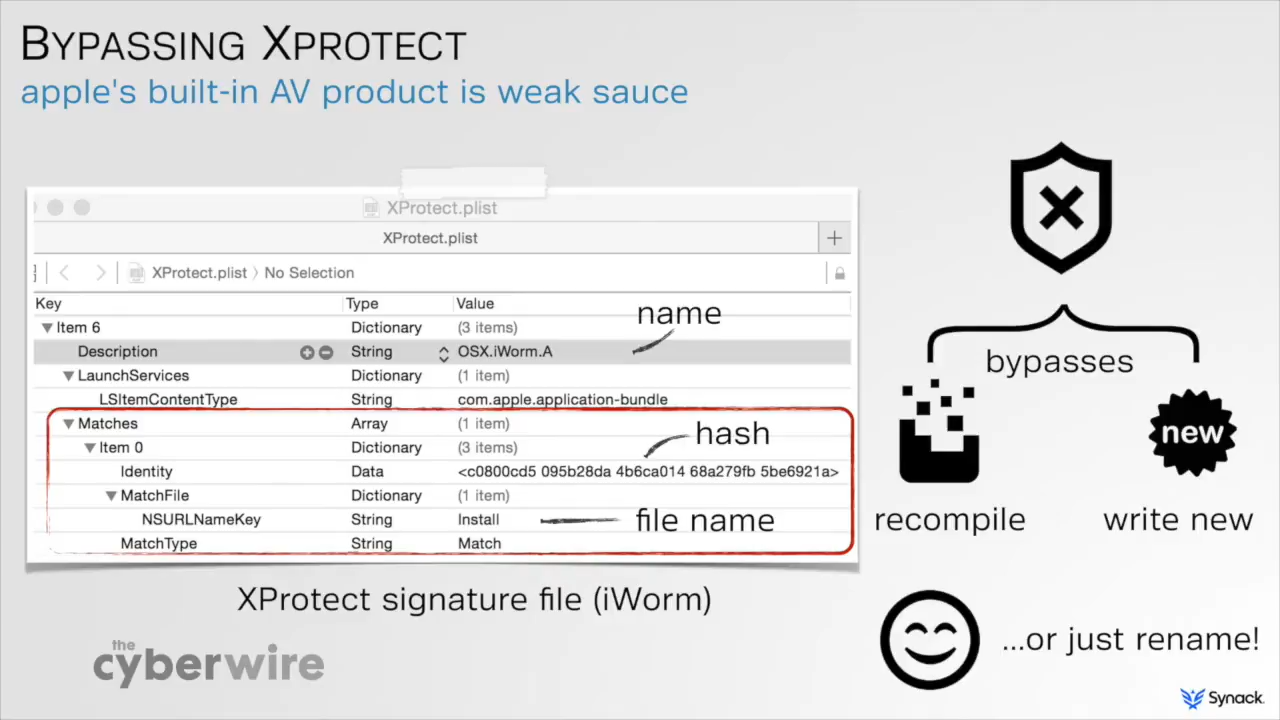 BYPASSING XPROTECT
apple's built-in AV product is weak sauce
XProtect.plist
XProtect.plist +
XProtect.plist 〉 No Selection
Key Type Value
Item 6 Dictionary (3 items)
name
Description String OSX.iWorm.A
LaunchServices Dictionary (1 item)
LSItemContentType String com.apple.application-bundle
Matches Array (1 item)
hash
Item 0 Dictionary (3 items)
Identity Data <c0800cd5 095b28da 4b6ca014 68a279fb 5be6921a>
MatchFile Dictionary (1 item)
NSURLNameKey String Install
file name
MatchType String Match
XProtect signature file (iWorm)
bypasses
new
recompile
write new
...or just rename!
the
cyberwire
Synack.